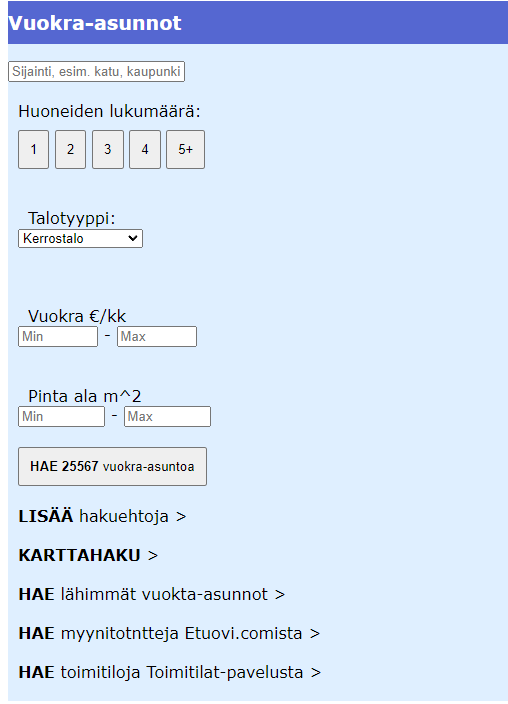 Vuokra-asunnot
Sijainti, esim. katu, kaupunki
Huoneiden lukumäärä:
1 2 3 4 5+
Talotyyppi:
Kerrostalo
Vuokra €/kk
Min - Max
Pinta ala m^2
Min - Max
HAE 25567 vuokra-asuntoa
LISÄÄ hakuehtoja >
KARTTAHAKU >
HAE lähimmät vuokta-asunnot >
HAE myynitotntteja Etuovi.comista >
HAE toimitiloja Toimitilat-pavelusta >